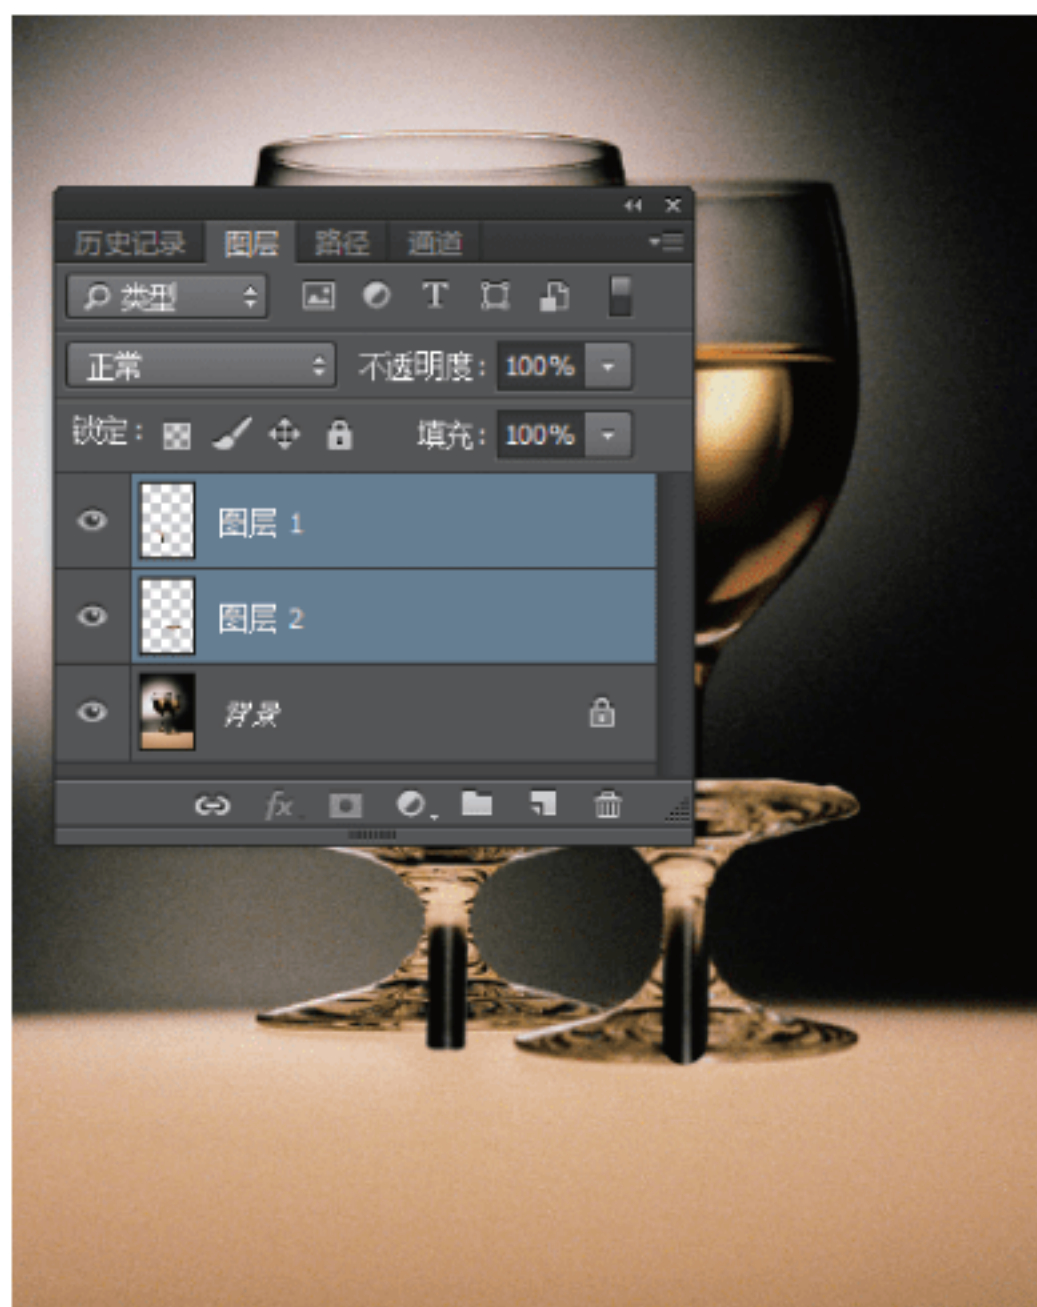 历史记录 图层 路径 通道
类型
正常 不透明度: 100%
锁定: 填充: 100%
图层 1
图层 2
背景
fx